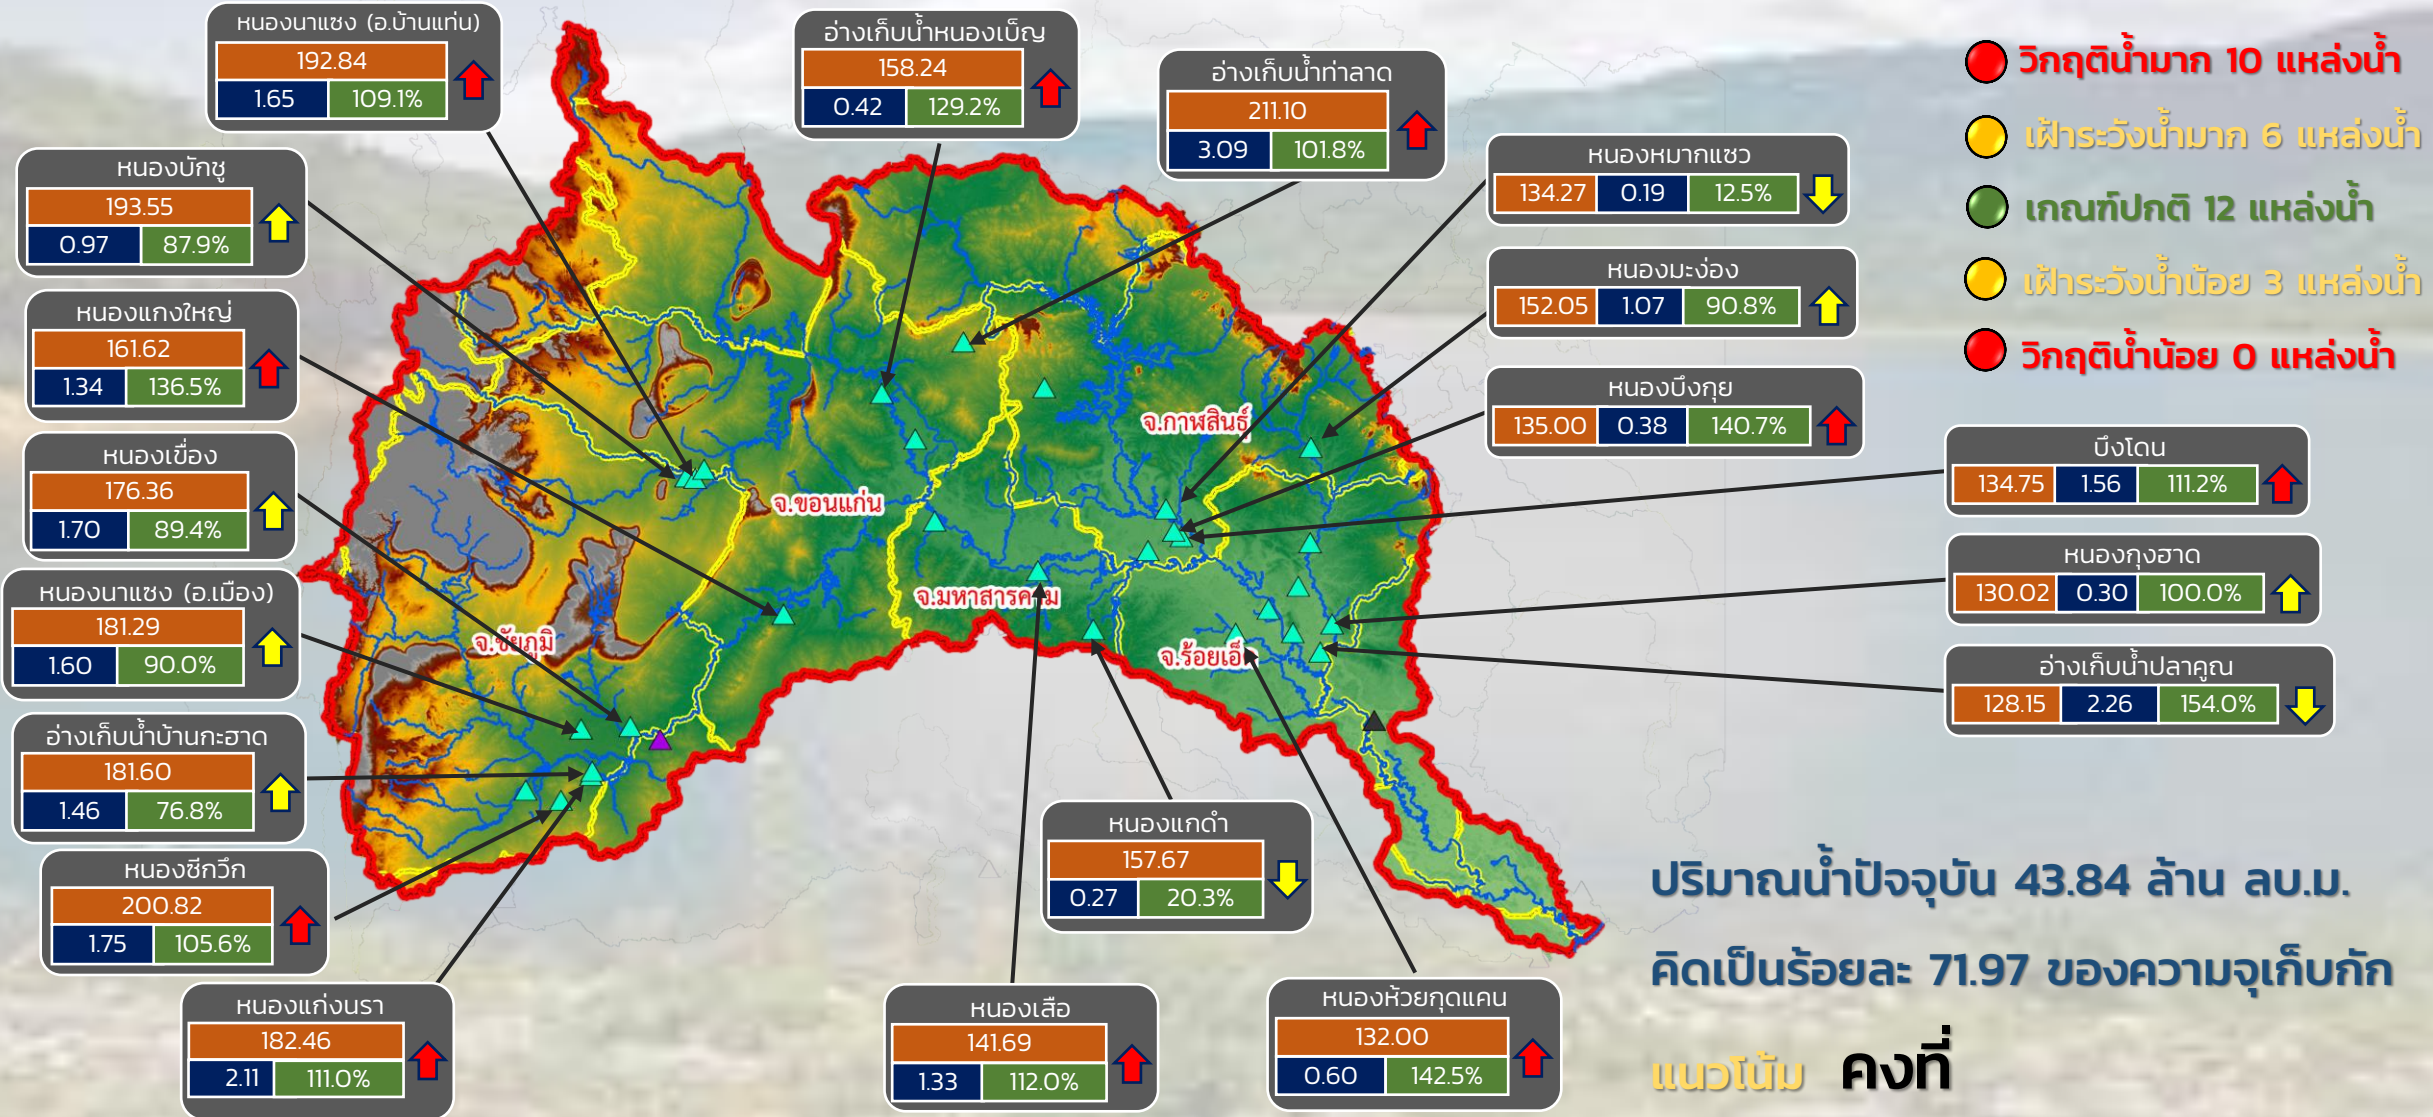 หนองนาแซง (อ.บ้านแท่น)
192.84
1.65 109.1%
อ่างเก็บน้ำหนองเบ็ญ
158.24
0.42 129.2%
อ่างเก็บน้ำท่าลาด
211.10
3.09 101.8%
วิกฤติน้ำมาก 10 แหล่งน้ำ
เฝ้าระวังน้ำมาก 6 แหล่งน้ำ
เกณฑ์ปกติ 12 แหล่งน้ำ
เฝ้าระวังน้ำน้อย 3 แหล่งน้ำ
วิกฤติน้ำน้อย 0 แหล่งน้ำ
หนองบักชู
193.55
0.97 87.9%
หนองแกงใหญ่
161.62
1.34 136.5%
หนองเขื่อง
176.36
1.70 89.4%
หนองนาแซง (อ.เมือง)
181.29
1.60 90.0%
อ่างเก็บน้ำบ้านกะฮาด
181.60
1.46 76.8%
หนองซีกวึก
200.82
1.75 105.6%
หนองแก่งนรา
182.46
2.11 111.0%
จ.กาฬสินธุ์
จ.ขอนแก่น
จ.มหาสารคาม
จ.ชัยภูมิ
จ.ร้อยเอ็ด
หนองหมากแซว
134.27 0.19 12.5%
หนองมะง่อง
152.05 1.07 90.8%
หนองบึงกุย
135.00 0.38 140.7%
บึงโดน
134.75 1.56 111.2%
หนองกุงฮาด
130.02 0.30 100.0%
อ่างเก็บน้ำปลาคูณ
128.15 2.26 154.0%
หนองแกดำ
157.67
0.27 20.3%
หนองเสือ
141.69
1.33 112.0%
หนองห้วยกุดแคน
132.00
0.60 142.5%
ปริมาณน้ำปัจจุบัน 43.84 ล้าน ลบ.ม.
คิดเป็นร้อยละ 71.97 ของความจุเก็บกัก
แนวโน้ม คงที่